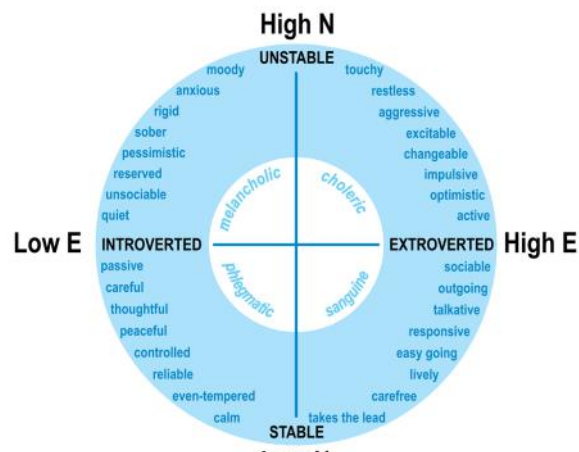 High N
UNSTABLE
moody
touchy
anxious
restless
rigid
aggressive
sober
excitable
pessimistic
changeable
reserved
impulsive
unsociable
optimistic
quiet
active
melancholic
choleric
Low E
INTROVERTED
EXTROVERTED
High E
passive
sociable
careful
outgoing
thoughtful
talkative
peaceful
responsive
controlled
easy going
reliable
lively
even-tempered
carefree
calm
takes the lead
phlegmatic
sanguine
STABLE